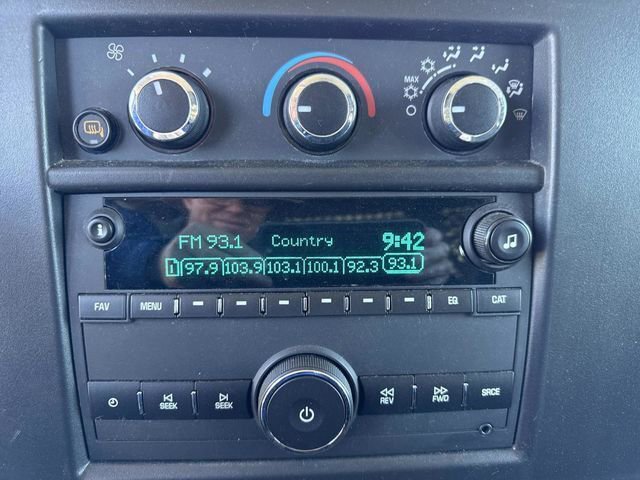 MAX
FM 93.1 Country 9:42
1 97.9 103.9 103.1 100.1 92.3 93.1
FAV MENU EQ CAT
SEEK SEEK REV FWD SRCE